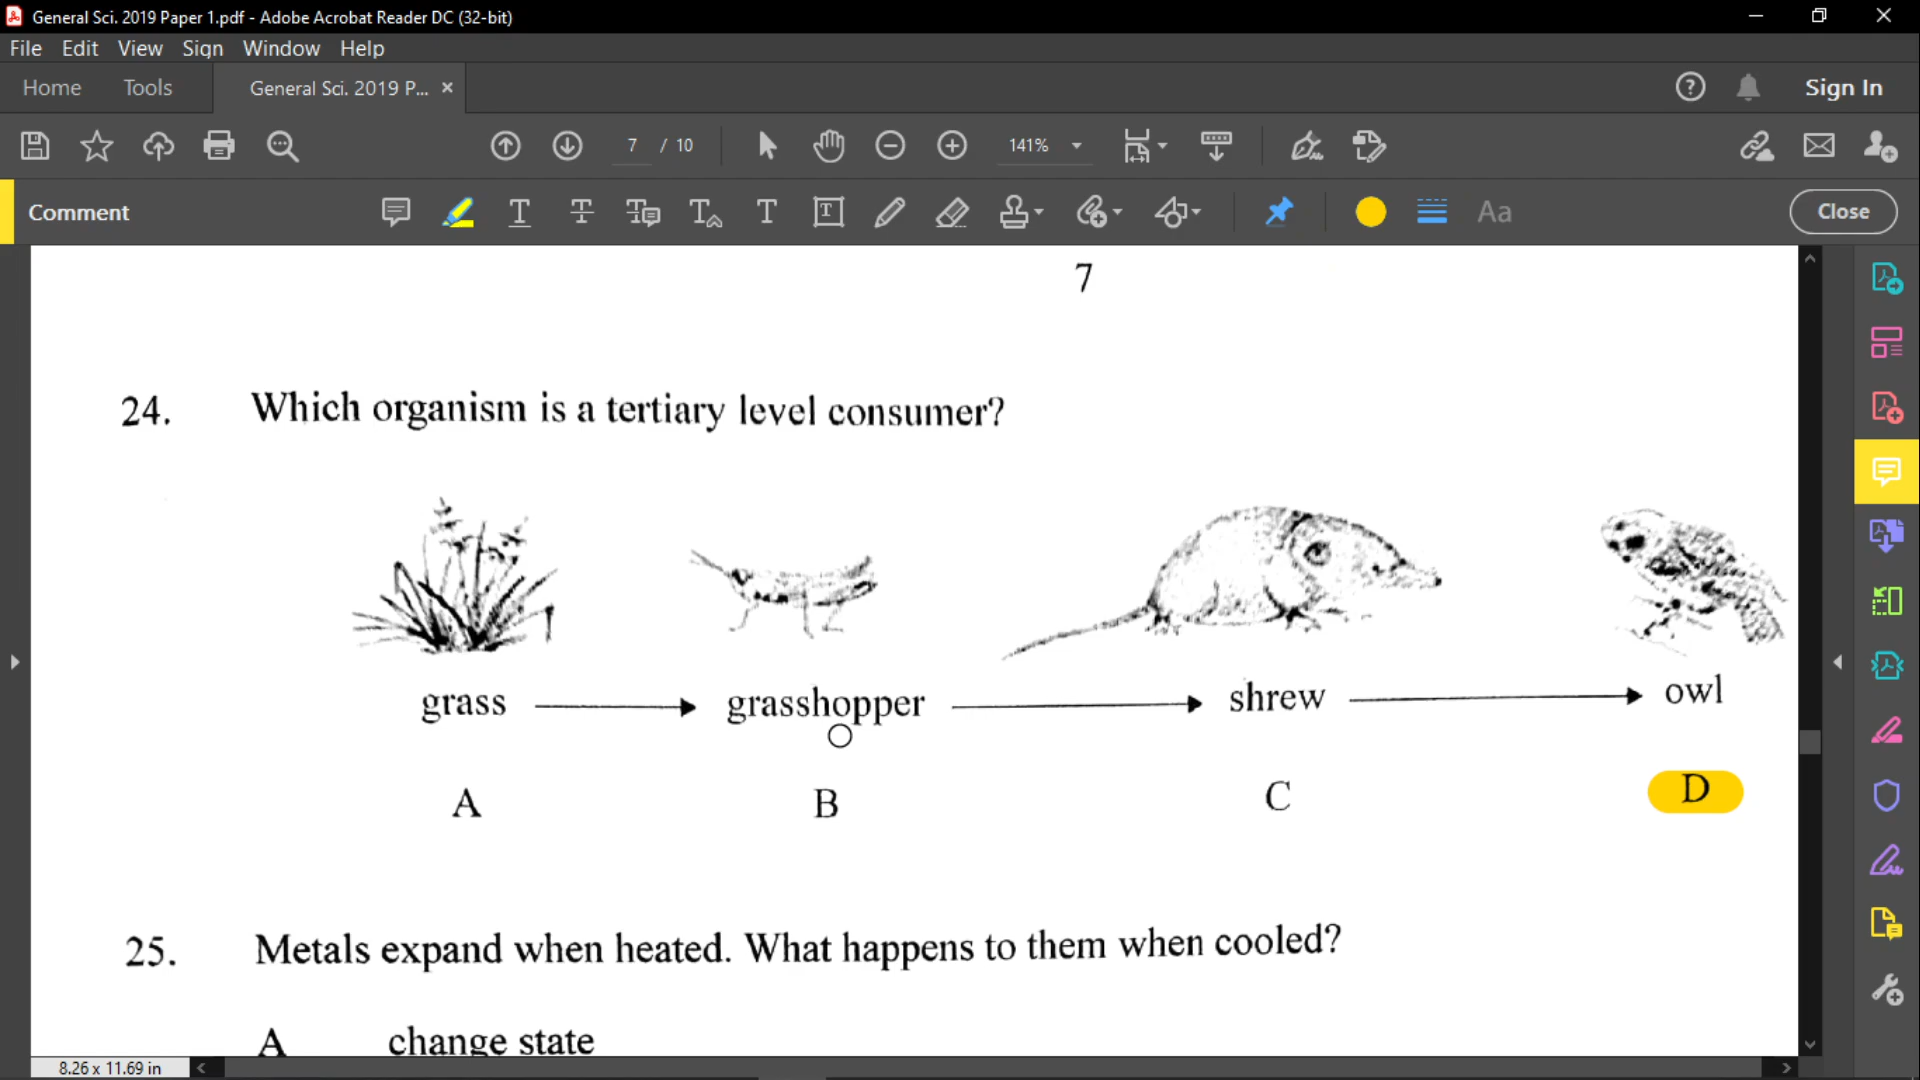 General Sci. 2019 Paper 1.pdf - Adobe Acrobat Reader DC (32-bit)
File Edit View Sign Window Help
Home Tools General Sci. 2019 P... × Sign In
7 / 10 141%
Comment Aa Close
7
24. Which organism is a tertiary level consumer?
grass grasshopper shrew owl
A B C D
25. Metals expand when heated. What happens to them when cooled?
A change state
8.26 x 11.69 in